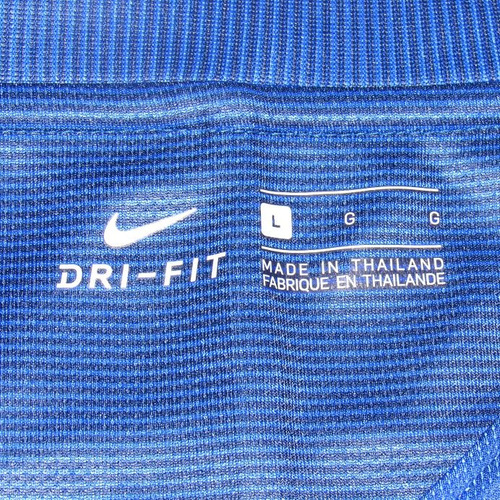 DRI-FIT
L G G
MADE IN THAILAND
FABRIQUE EN THAILANDE